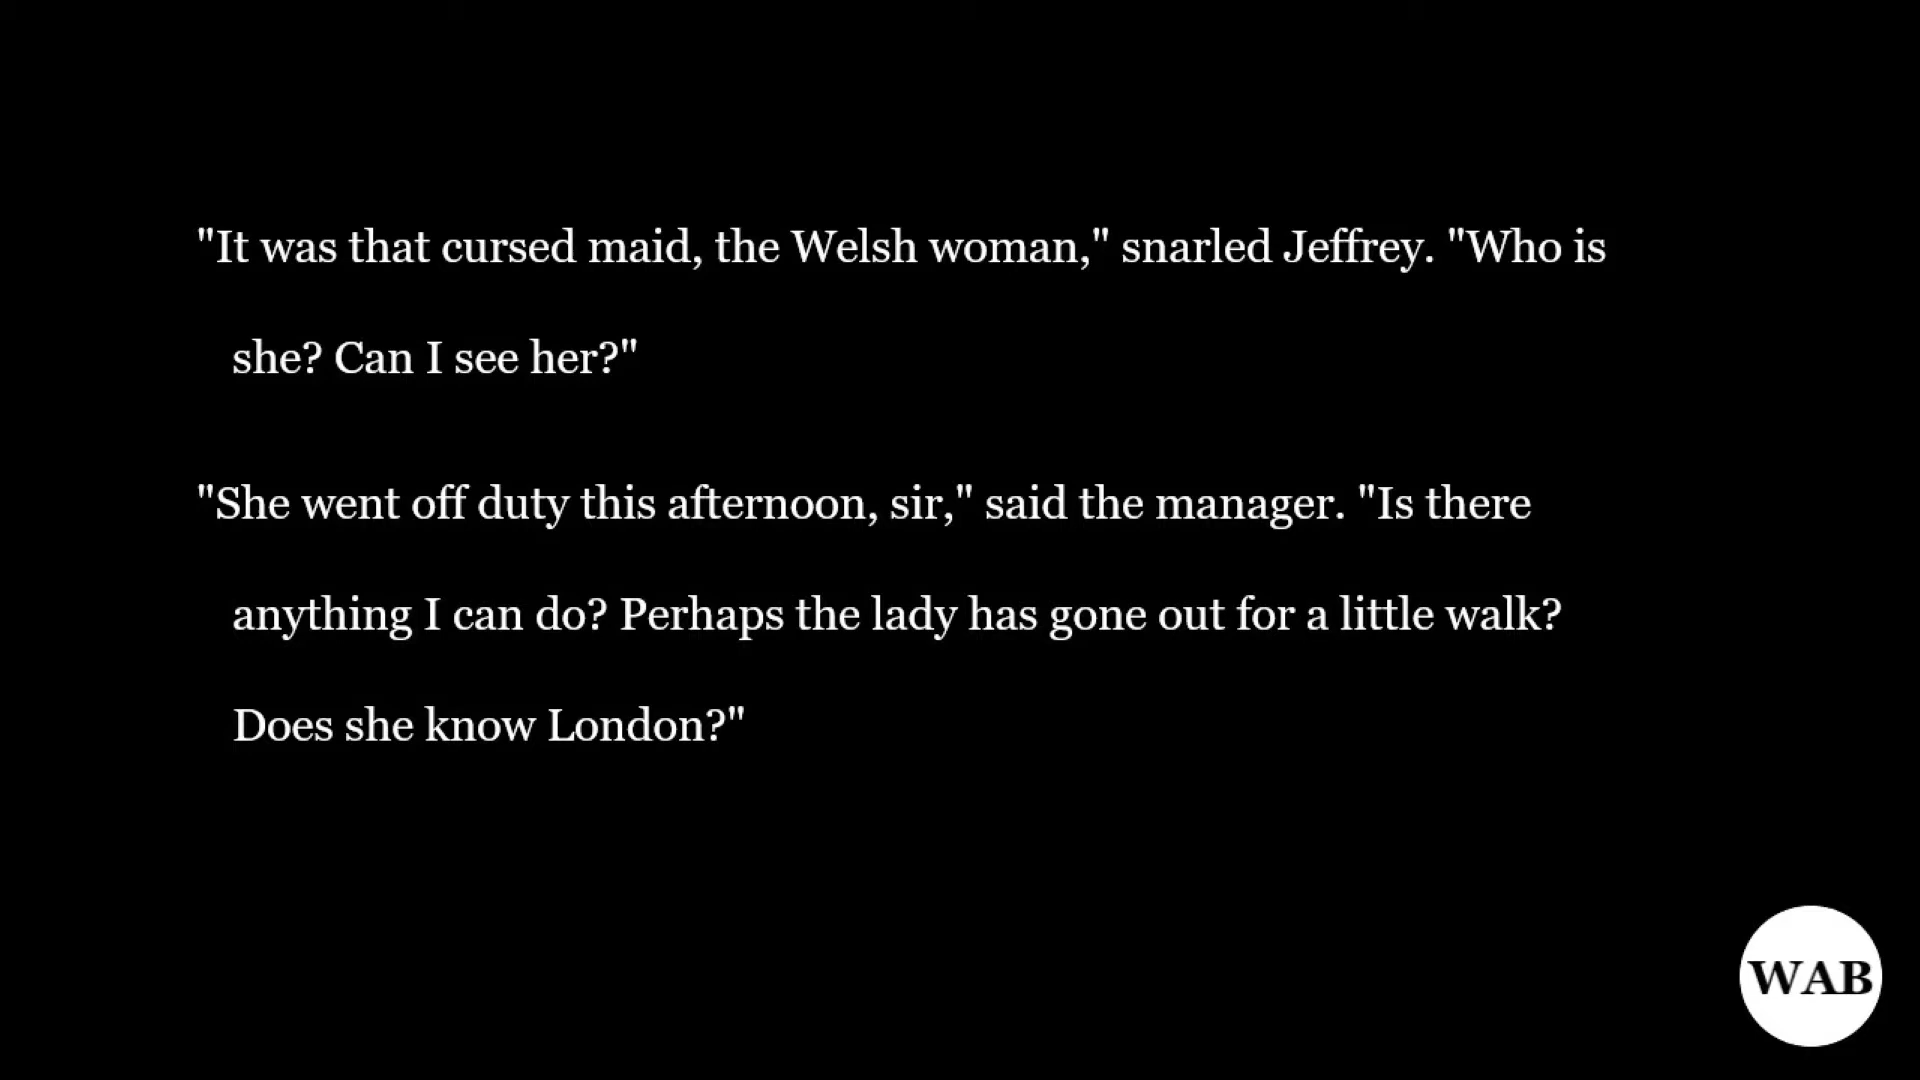 "It was that cursed maid, the Welsh woman," snarled Jeffrey. "Who is
she? Can I see her?"
"She went off duty this afternoon, sir," said the manager. "Is there
anything I can do? Perhaps the lady has gone out for a little walk?
Does she know London?"
WAB